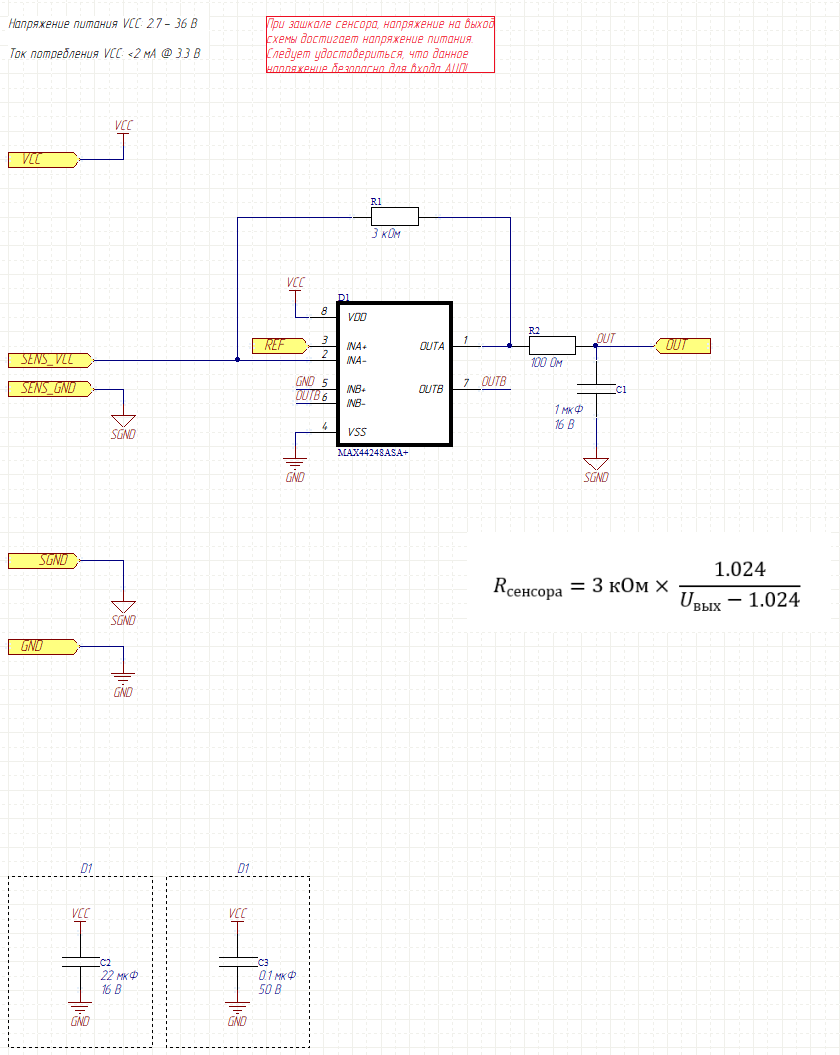 Напряжение питания VCC: 2.7 – 36 В
Ток потребления VCC: <2 мА @ 3.3 В
При зашкале сенсора, напряжение на выход
схемы достигает напряжение питания.
Следует удостовериться, что данное
напряжение безопасно для входа АЦП!
VCC
VCC
R1
3 кОм
VCC
D1
8
VDD
REF
3
INA+
OUTA
1
2
INA-
SENS_VCC
R2
100 Ом
OUT
OUT
SENS_GND
SGND
GND
5
INB+
OUTB
7
OUTB
OUTB
6
INB-
4
VSS
GND
MAX44248ASA+
C1
1 мкФ
16 В
SGND
SGND
SGND
GND
GND
Rсенсора = 3 кОм × 1.024 / Uвых − 1.024
D1
VCC
C2
22 мкФ
16 В
GND
D1
VCC
C3
0.1 мкФ
50 В
GND